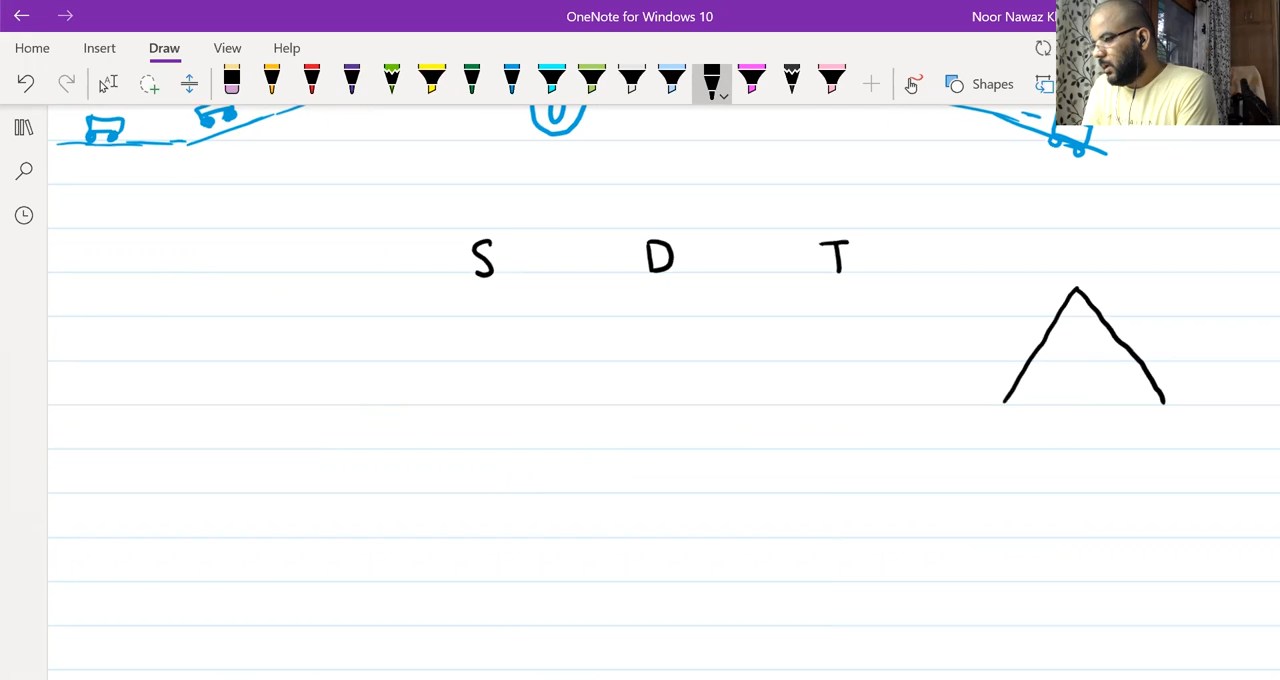 OneNote for Windows 10
Noor Nawaz
Home Insert Draw View Help
Shapes
S D T